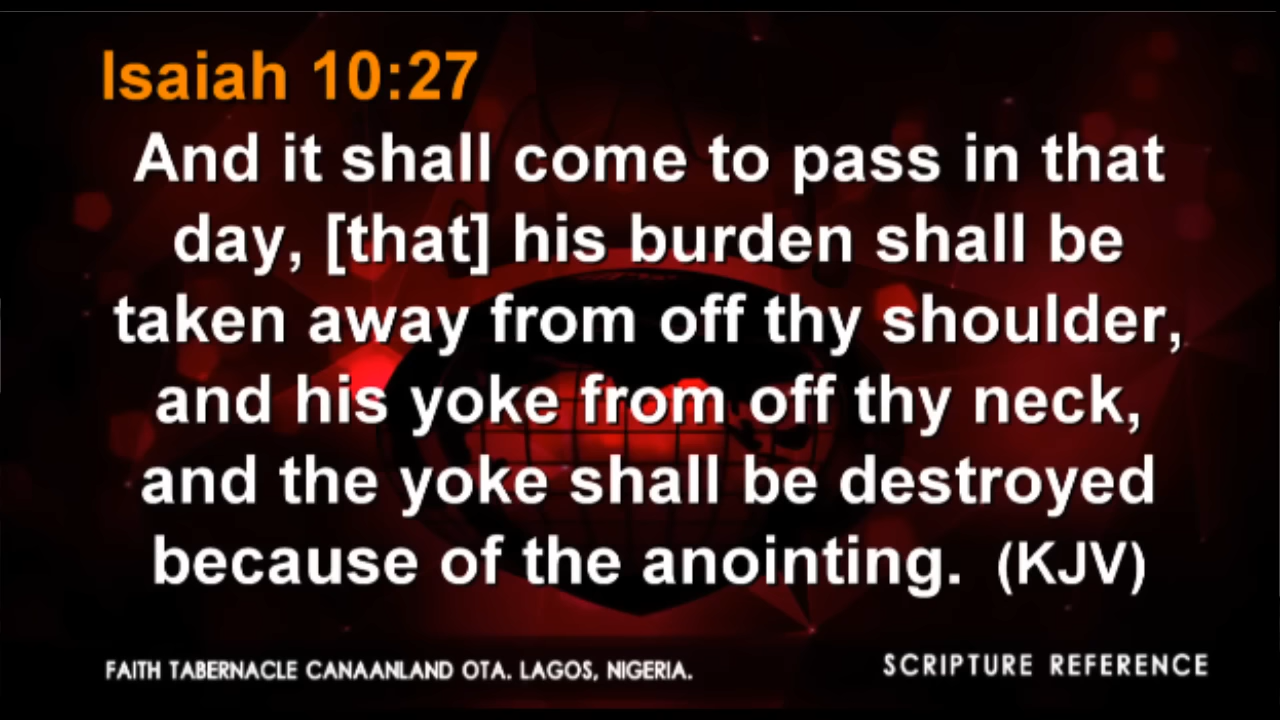 Isaiah 10:27
And it shall come to pass in that
day, [that] his burden shall be
taken away from off thy shoulder,
and his yoke from off thy neck,
and the yoke shall be destroyed
because of the anointing. (KJV)
FAITH TABERNACLE CANAANLAND OTA. LAGOS, NIGERIA.
SCRIPTURE REFERENCE